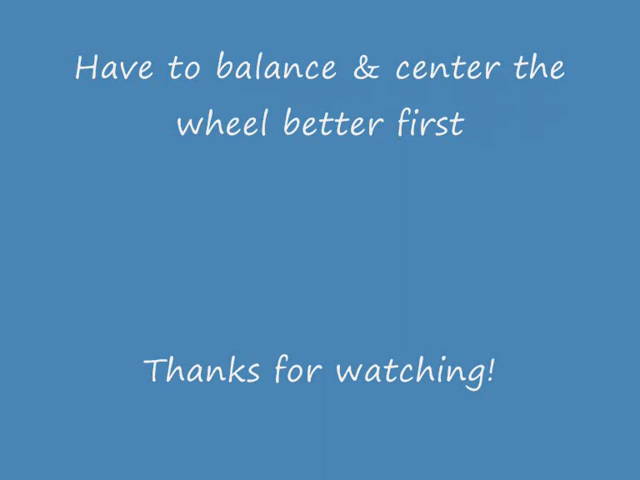 Have to balance & center the
wheel better first
Thanks for watching!